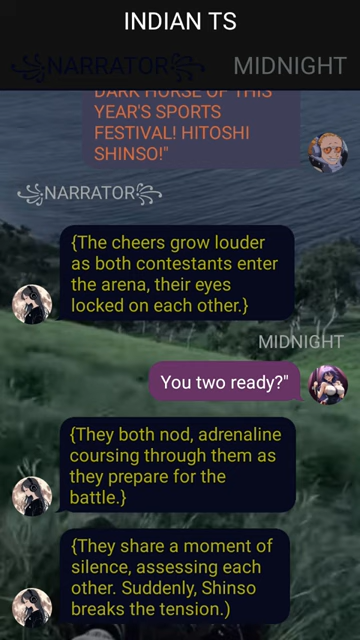 INDIAN TS
NARRATOR
MIDNIGHT
DARK HORSE OF THIS
YEAR'S SPORTS
FESTIVAL! HITOSHI
SHINSO!"
NARRATOR
{The cheers grow louder
as both contestants enter
the arena, their eyes
locked on each other.}
MIDNIGHT
You two ready?"
{They both nod, adrenaline
coursing through them as
they prepare for the
battle.}
{They share a moment of
silence, assessing each
other. Suddenly, Shinso
breaks the tension.)